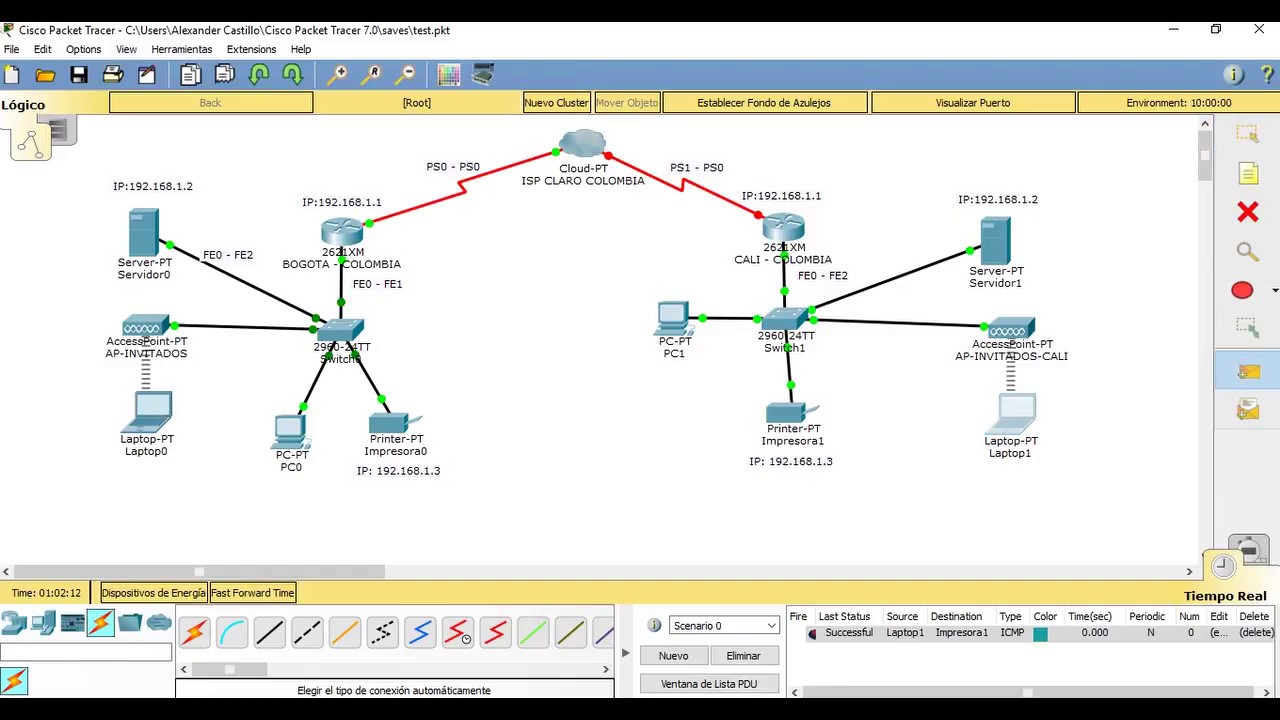 Cisco Packet Tracer - C:\Users\Alexander Castillo\Cisco Packet Tracer 7.0\saves\test.pkt
File Edit Options View Herramientas Extensions Help
Lógico Back [Root] Nuevo Cluster Mover Objeto Establecer Fondo de Azulejos Visualizar Puerto Environment: 10:00:00
PS0 - PS0
Cloud-PT
ISP CLARO COLOMBIA
PS1 - PS0
IP:192.168.1.2
Server-PT
Servidor0
FE0 - FE2
IP:192.168.1.1
2621XM
BOGOTA - COLOMBIA
FE0 - FE1
AccessPoint-PT
AP-INVITADOS
2960-24TT
Switch0
Laptop-PT
Laptop0
PC-PT
PC0
Printer-PT
Impresora0
IP: 192.168.1.3
IP:192.168.1.1
2621XM
CALI - COLOMBIA
FE0 - FE2
IP:192.168.1.2
Server-PT
Servidor1
PC-PT
PC1
2960-24TT
Switch1
AccessPoint-PT
AP-INVITADOS-CALI
Printer-PT
Impresora1
IP: 192.168.1.3
Laptop-PT
Laptop1
Time: 01:02:12 Dispositivos de Energía Fast Forward Time
Tiempo Real
Elegir el tipo de conexión automáticamente
Scenario 0
Nuevo Eliminar
Ventana de Lista PDU
Fire Last Status Source Destination Type Color Time(sec) Periodic Num Edit Delete
Successful Laptop1 Impresora1 ICMP 0.000 N 0 (e... (delete)